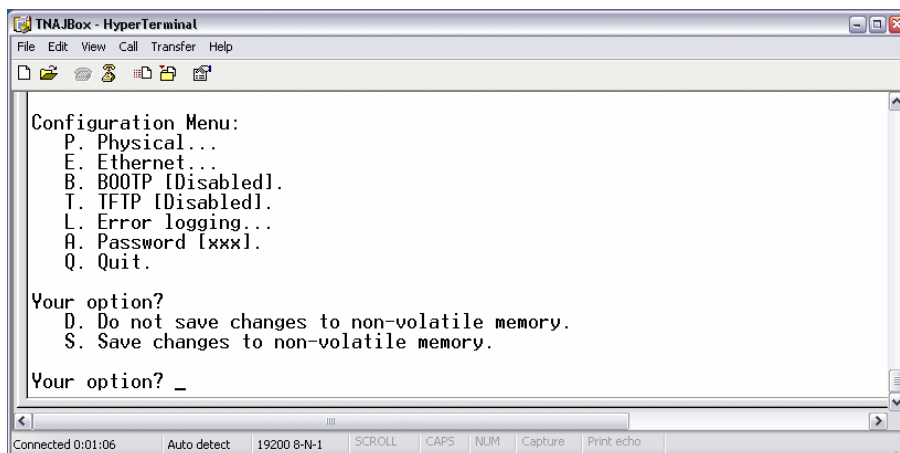 TNAJBox - HyperTerminal
File Edit View Call Transfer Help
Configuration Menu:
P. Physical...
E. Ethernet...
B. BOOTP [Disabled].
T. TFTP [Disabled].
L. Error logging...
A. Password [xxx].
Q. Quit.
Your option?
D. Do not save changes to non-volatile memory.
S. Save changes to non-volatile memory.
Your option? _
Connected 0:01:06 Auto detect 19200 8-N-1 SCROLL CAPS NUM Capture Print echo